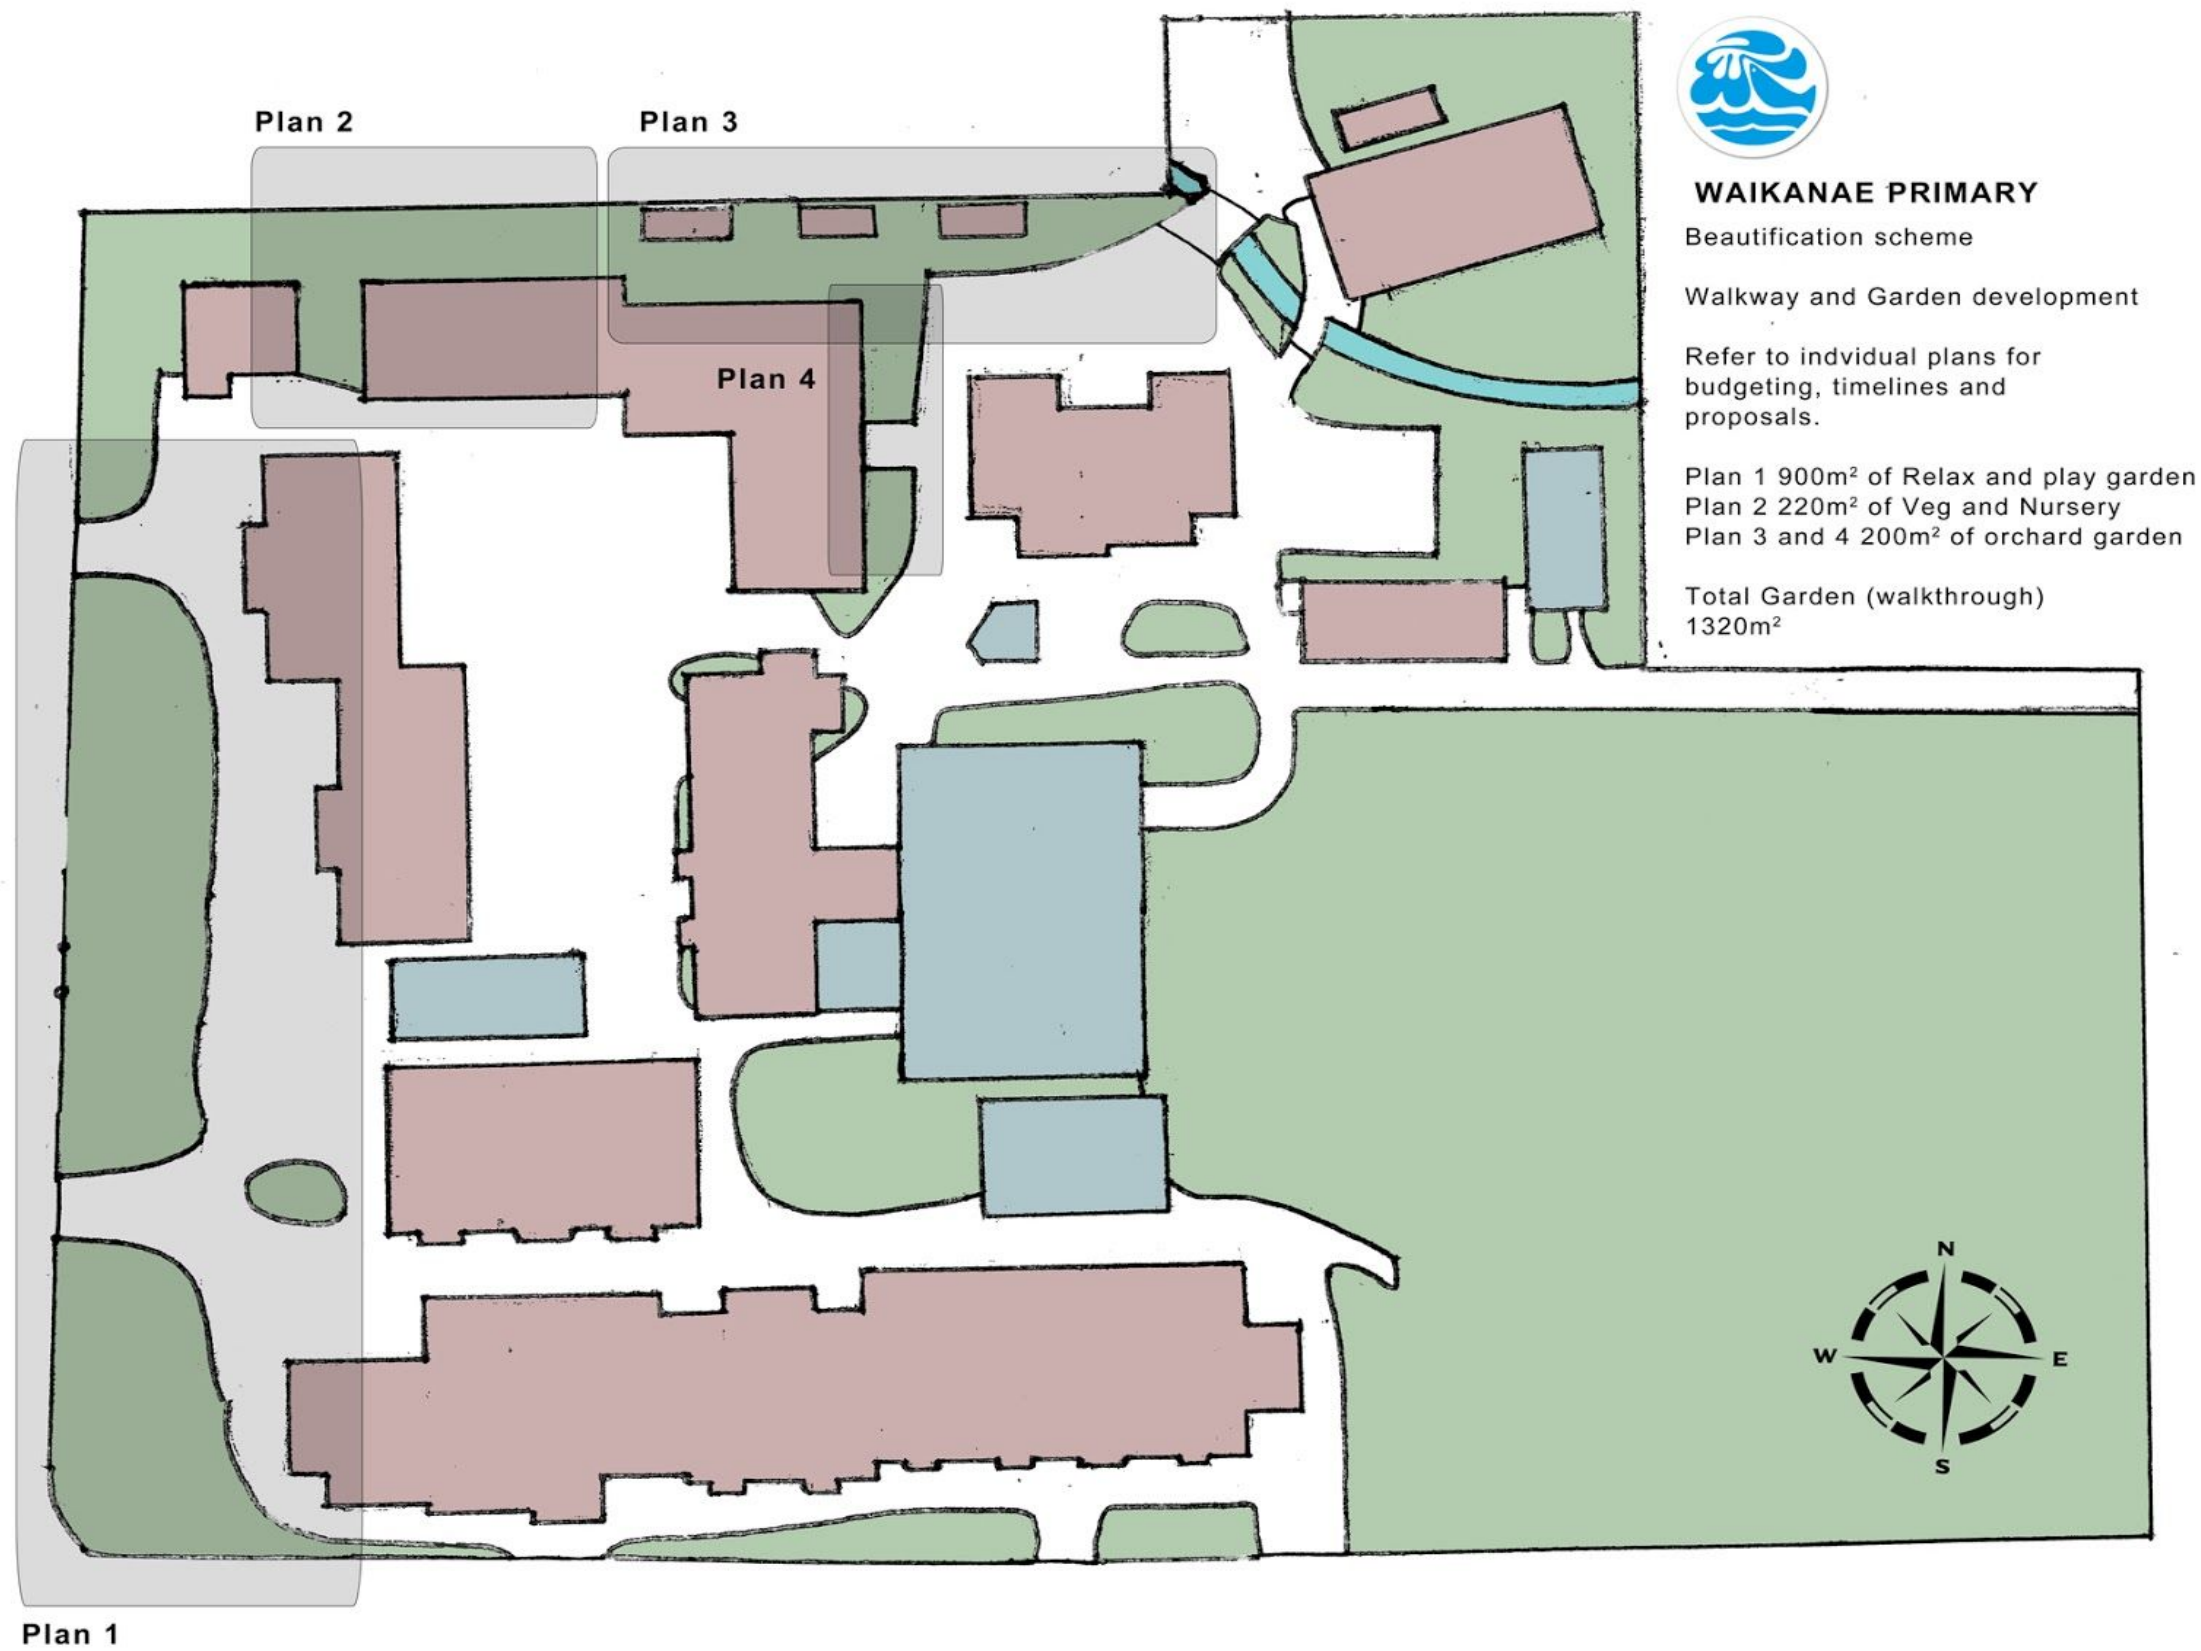 Plan 2
Plan 3
Plan 4
Plan 1
WAIKANAE PRIMARY
Beautification scheme
Walkway and Garden development
Refer to indvidual plans for
budgeting, timelines and
proposals.
Plan 1 900m² of Relax and play garden
Plan 2 220m² of Veg and Nursery
Plan 3 and 4 200m² of orchard garden
Total Garden (walkthrough)
1320m²
N
W
E
S